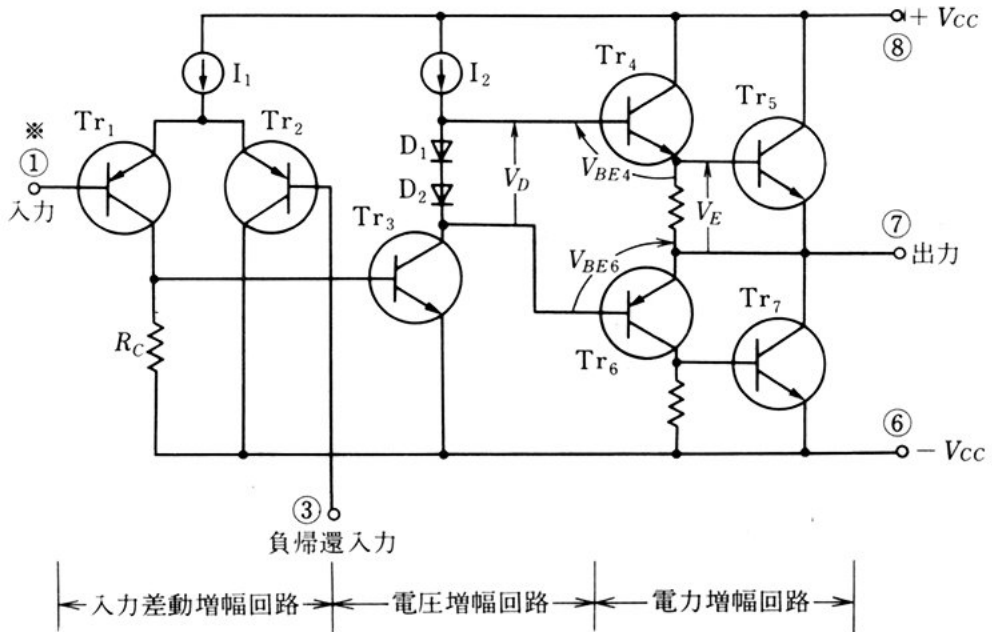 + VCC
⑧
I1
I2
Tr4
Tr5
※
①
入力
Tr1
Tr2
D1
D2
VD
VBE4
VE
⑦
出力
Tr3
VBE6
RC
Tr6
Tr7
⑥
− VCC
③
負帰還入力
入力差動増幅回路
電圧増幅回路
電力増幅回路